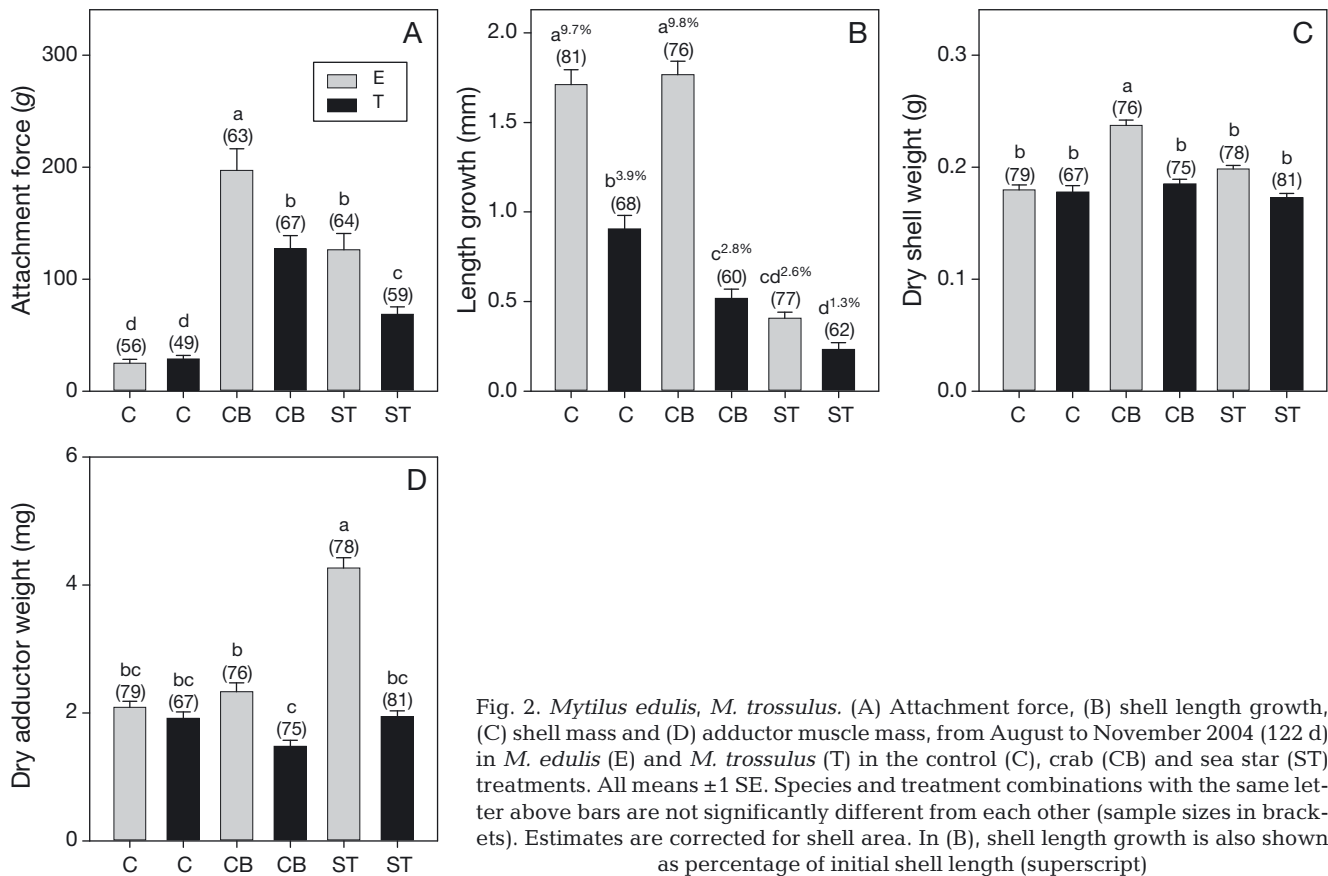 A
300
200
100
0
Attachment force (g)
E
T
d
(56)
d
(49)
a
(63)
b
(67)
b
(64)
c
(59)
C C CB CB ST ST
B
2.0
1.5
1.0
0.5
0.0
Length growth (mm)
a9.7%
(81)
b3.9%
(68)
a9.8%
(76)
c2.8%
(60)
cd2.6%
(77)
d1.3%
(62)
C C CB CB ST ST
C
0.3
0.2
0.1
0.0
Dry shell weight (g)
b
(79)
b
(67)
a
(76)
b
(75)
b
(78)
b
(81)
C C CB CB ST ST
D
6
4
2
0
Dry adductor weight (mg)
bc
(79)
bc
(67)
b
(76)
c
(75)
a
(78)
bc
(81)
C C CB CB ST ST
Fig. 2. Mytilus edulis, M. trossulus. (A) Attachment force, (B) shell length growth,
(C) shell mass and (D) adductor muscle mass, from August to November 2004 (122 d)
in M. edulis (E) and M. trossulus (T) in the control (C), crab (CB) and sea star (ST)
treatments. All means ±1 SE. Species and treatment combinations with the same let-
ter above bars are not significantly different from each other (sample sizes in brack-
ets). Estimates are corrected for shell area. In (B), shell length growth is also shown
as percentage of initial shell length (superscript)